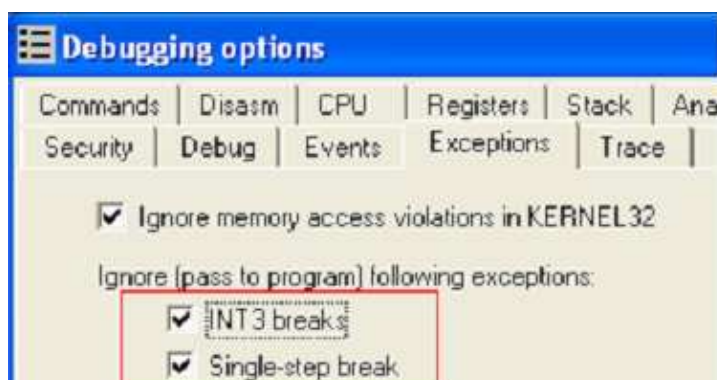 Debugging options
Commands Disasm CPU Registers Stack
Security Debug Events Exceptions Trace
Ignore memory access violations in KERNEL32
Ignore (pass to program) following exceptions:
INT3 breaks
Single-step break